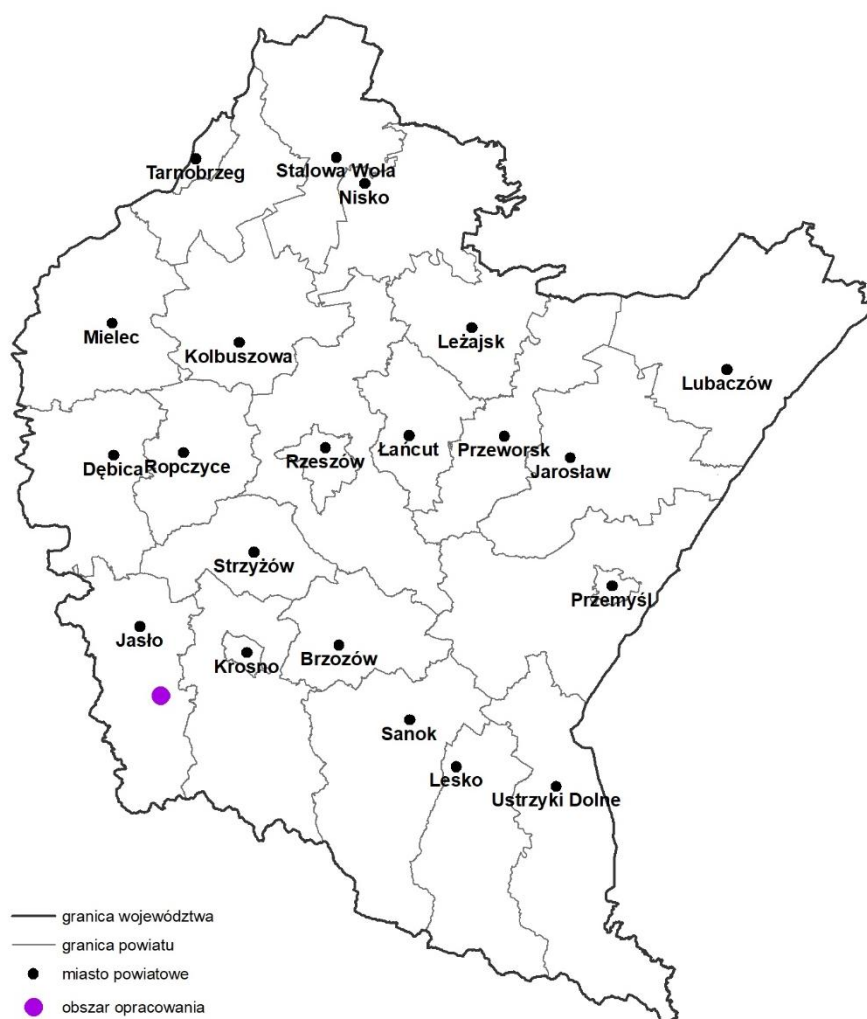 Tarnobrzeg
Stalowa Wola
Nisko
Mielec
Kolbuszowa
Leżajsk
Lubaczów
Dębica
Ropczyce
Rzeszów
Łańcut
Przeworsk
Jarosław
Strzyżów
Przemyśl
Jasło
Krosno
Brzozów
Sanok
Lesko
Ustrzyki Dolne
granica województwa
granica powiatu
miasto powiatowe
obszar opracowania